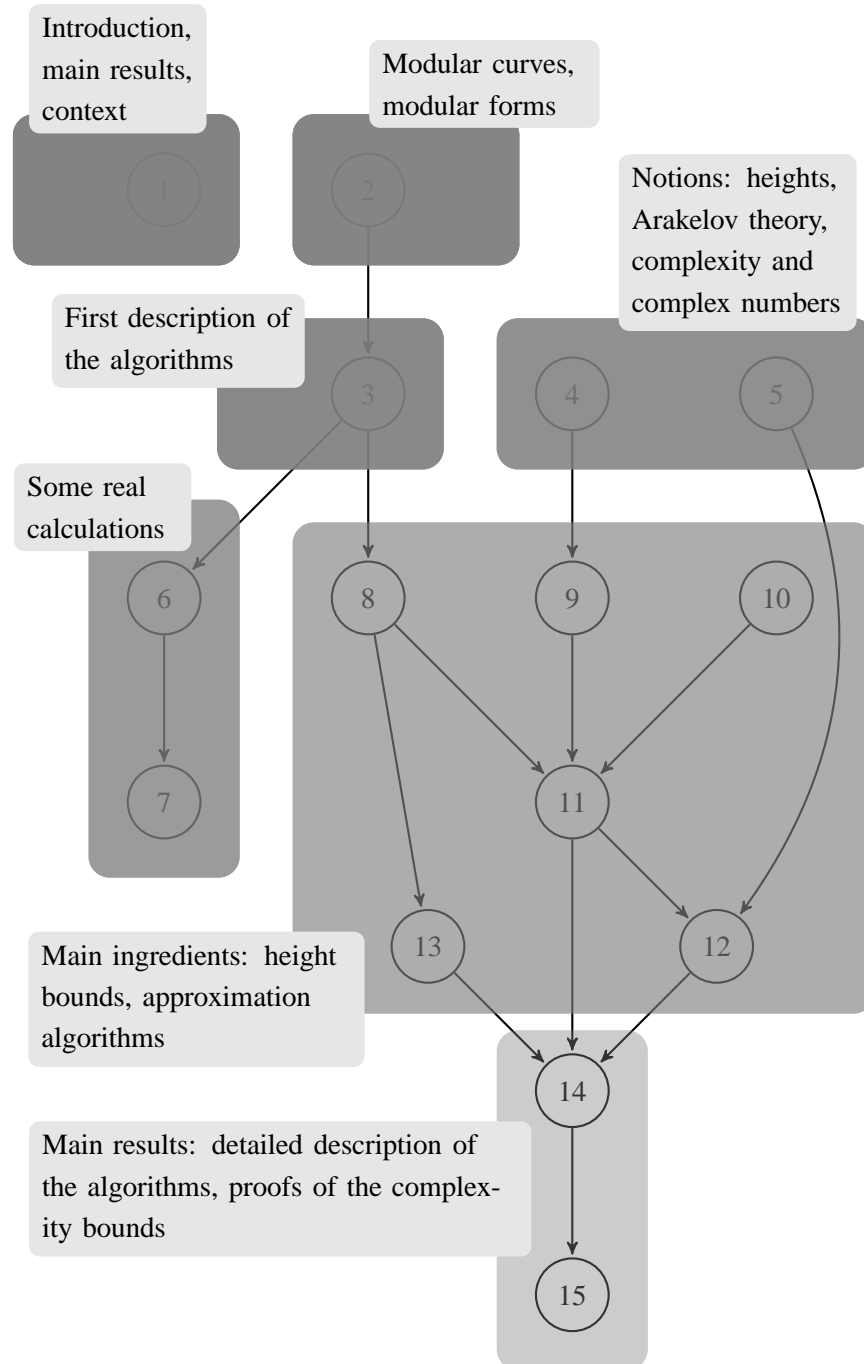 Introduction,
main results,
context
Modular curves,
modular forms
1
2
Notions: heights,
Arakelov theory,
complexity and
complex numbers
First description of
the algorithms
3
4
5
Some real
calculations
6
8
9
10
7
11
13
12
Main ingredients: height
bounds, approximation
algorithms
14
Main results: detailed description of
the algorithms, proofs of the complex-
ity bounds
15